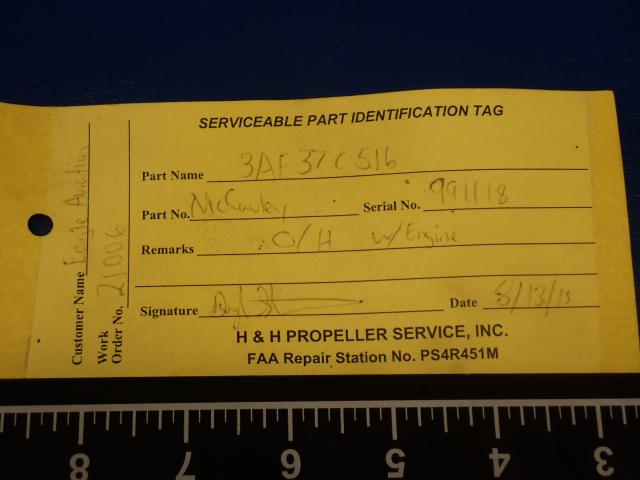 SERVICEABLE PART IDENTIFICATION TAG
Part Name 3AF37C516
Part No. McCauley Serial No. 991118
Remarks O/H w/Engine
Signature Date 8/13/15
H & H PROPELLER SERVICE, INC.
FAA Repair Station No. PS4R451M
Customer Name Eagle Aviation
Work
Order No. 21006
8 7 6 5 4 3